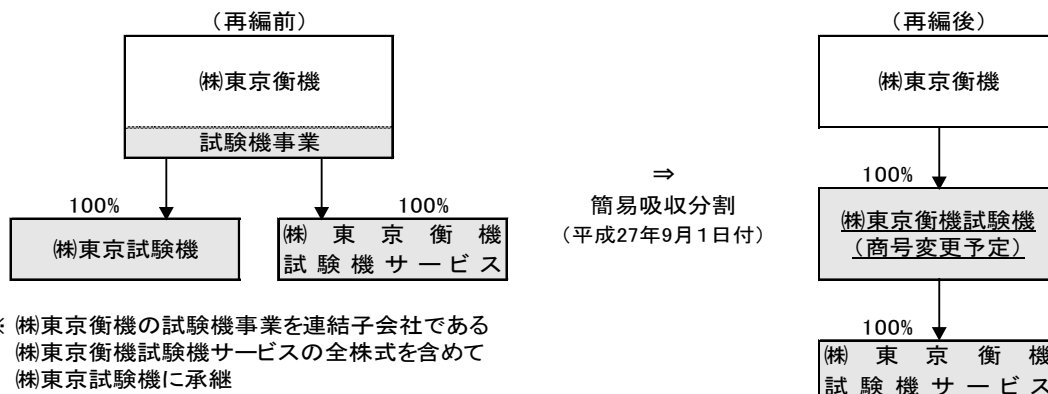 （再編前）
㈱東京衡機
試験機事業
100%
100%
㈱東京試験機
㈱東京衡機
試験機サービス
※ ㈱東京衡機の試験機事業を連結子会社である
㈱東京衡機試験機サービスの全株式を含めて
㈱東京試験機に承継
⇒
簡易吸収分割
（平成27年9月１日付）
（再編後）
㈱東京衡機
100%
㈱東京衡機試験機
（商号変更予定）
100%
㈱東京衡機
試験機サービス